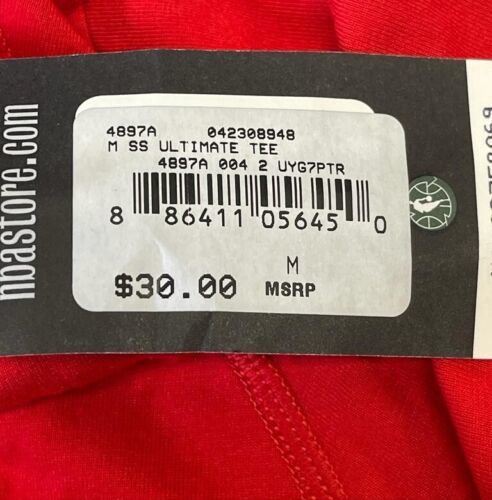 nbastore.com
4897A 042308948
M SS ULTIMATE TEE
4897A 004 2 UYG7PTR
8 86411 05645 0
M
$30.00 MSRP